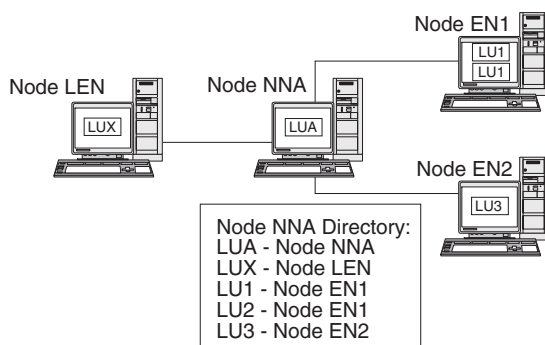 Node EN1
LU1
LU1
Node LEN
LUX
Node NNA
LUA
Node EN2
LU3
Node NNA Directory:
LUA - Node NNA
LUX - Node LEN
LU1 - Node EN1
LU2 - Node EN1
LU3 - Node EN2